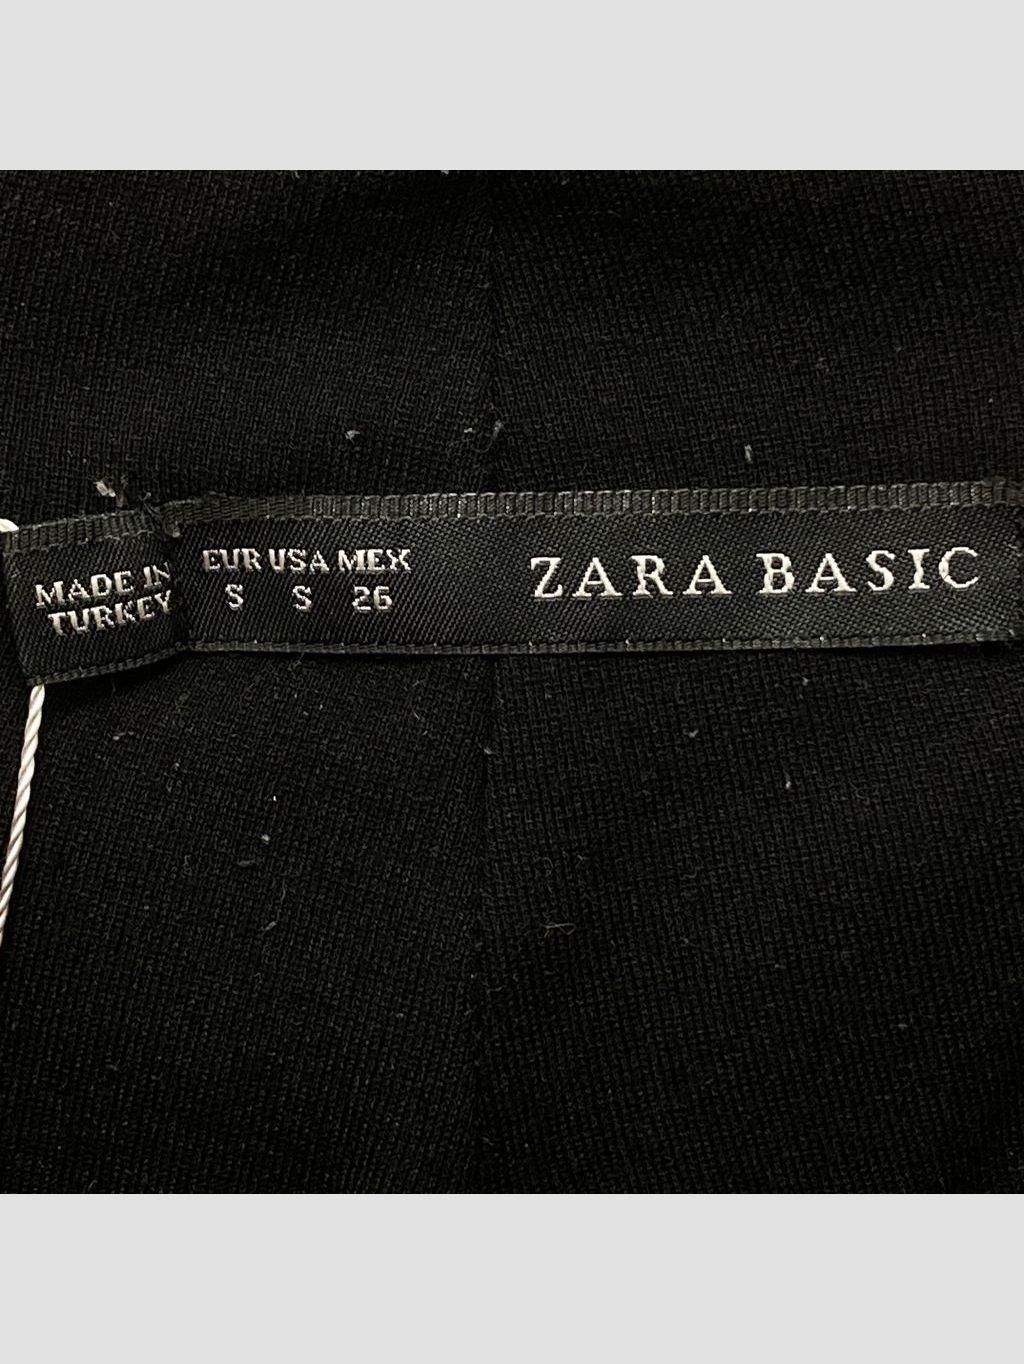 MADE IN
TURKEY
EUR USA MEX
S S 26
ZARA BASIC